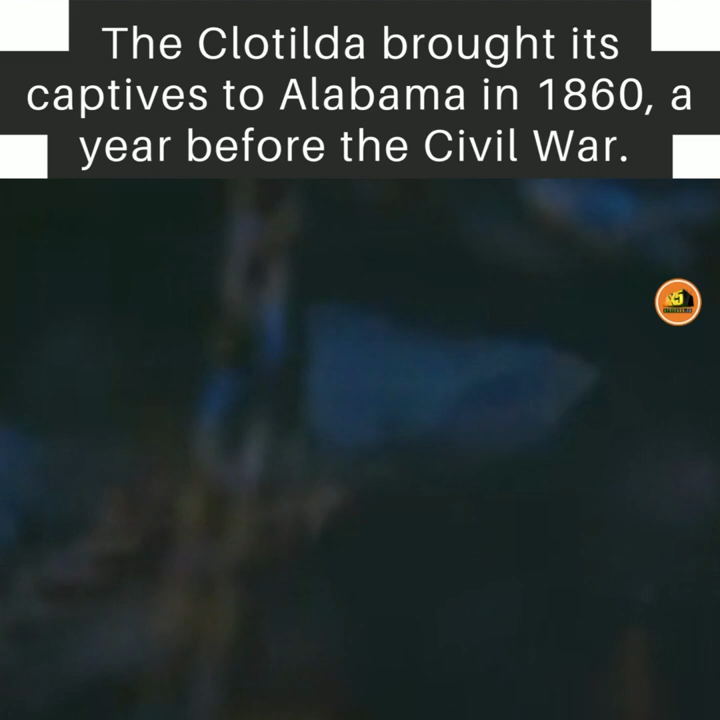 The Clotilda brought its
captives to Alabama in 1860, a
year before the Civil War.